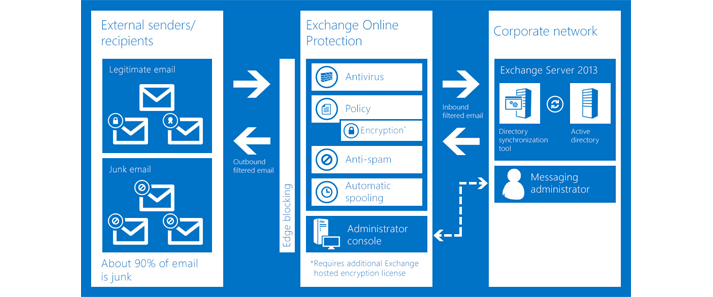 External senders/
recipients
Legitimate email
Junk email
About 90% of email
is junk
Outbound
filtered email
Edge blocking
Exchange Online
Protection
Antivirus
Policy
Encryption*
Anti-spam
Automatic
spooling
Administrator
console
*Requires additional Exchange
hosted encryption license
Inbound
filtered email
Corporate network
Exchange Server 2013
Directory
synchronization
tool
Active
directory
Messaging
administrator